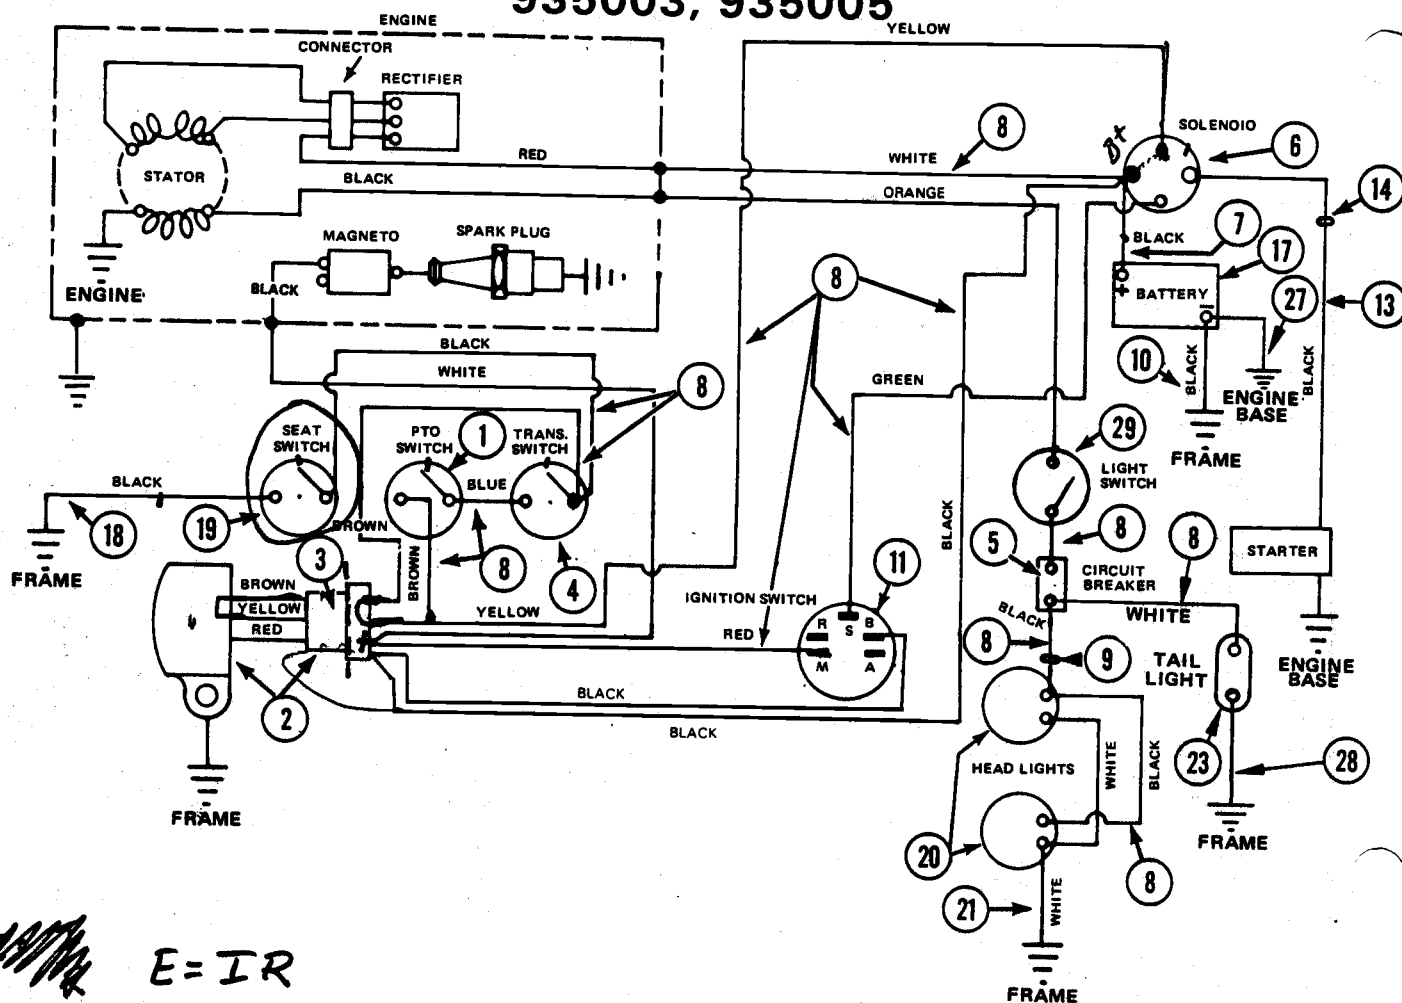 935003, 935005
ENGINE
YELLOW
CONNECTOR
RECTIFIER
8
B+
SOLENOID
6
RED
WHITE
STATOR
BLACK
ORANGE
14
MAGNETO
SPARK PLUG
BLACK
7
17
ENGINE
BLACK
8
BATTERY
+
-
27
13
BLACK
WHITE
8
GREEN
10
BLACK
ENGINE
BASE
BLACK
SEAT
SWITCH
PTO
SWITCH
1
TRANS.
SWITCH
29
LIGHT
SWITCH
FRAME
BLACK
BLUE
18
19
BROWN
BLACK
8
8
FRAME
3
BROWN
8
4
11
5
CIRCUIT
BREAKER
STARTER
BROWN
YELLOW
RED
YELLOW
IGNITION SWITCH
RED
R
S
B
M
A
BLACK
WHITE
8
9
TAIL
LIGHT
ENGINE
BASE
+
2
BLACK
BLACK
HEAD LIGHTS
WHITE
BLACK
23
28
FRAME
FRAME
20
8
21
WHITE
FRAME
E=IR